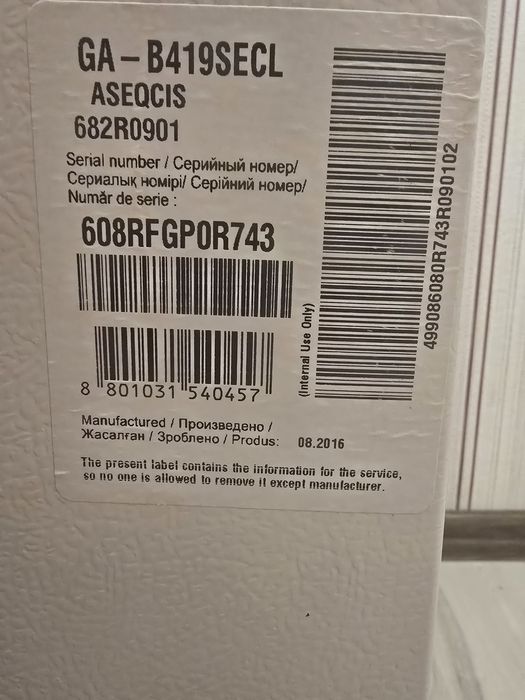 GA – B419SECL
ASEQCIS
682R0901
Serial number / Серийный номер/
Сериалық номірі/ Серійний номер/
Număr de serie :
608RFGP0R743
8 801031 540457
(Internal Use Only)
499086080R743R090102
Manufactured / Произведено /
Жасалған / Зроблено / Produs: 08.2016
The present label contains the information for the service,
so no one is allowed to remove it except manufacturer.